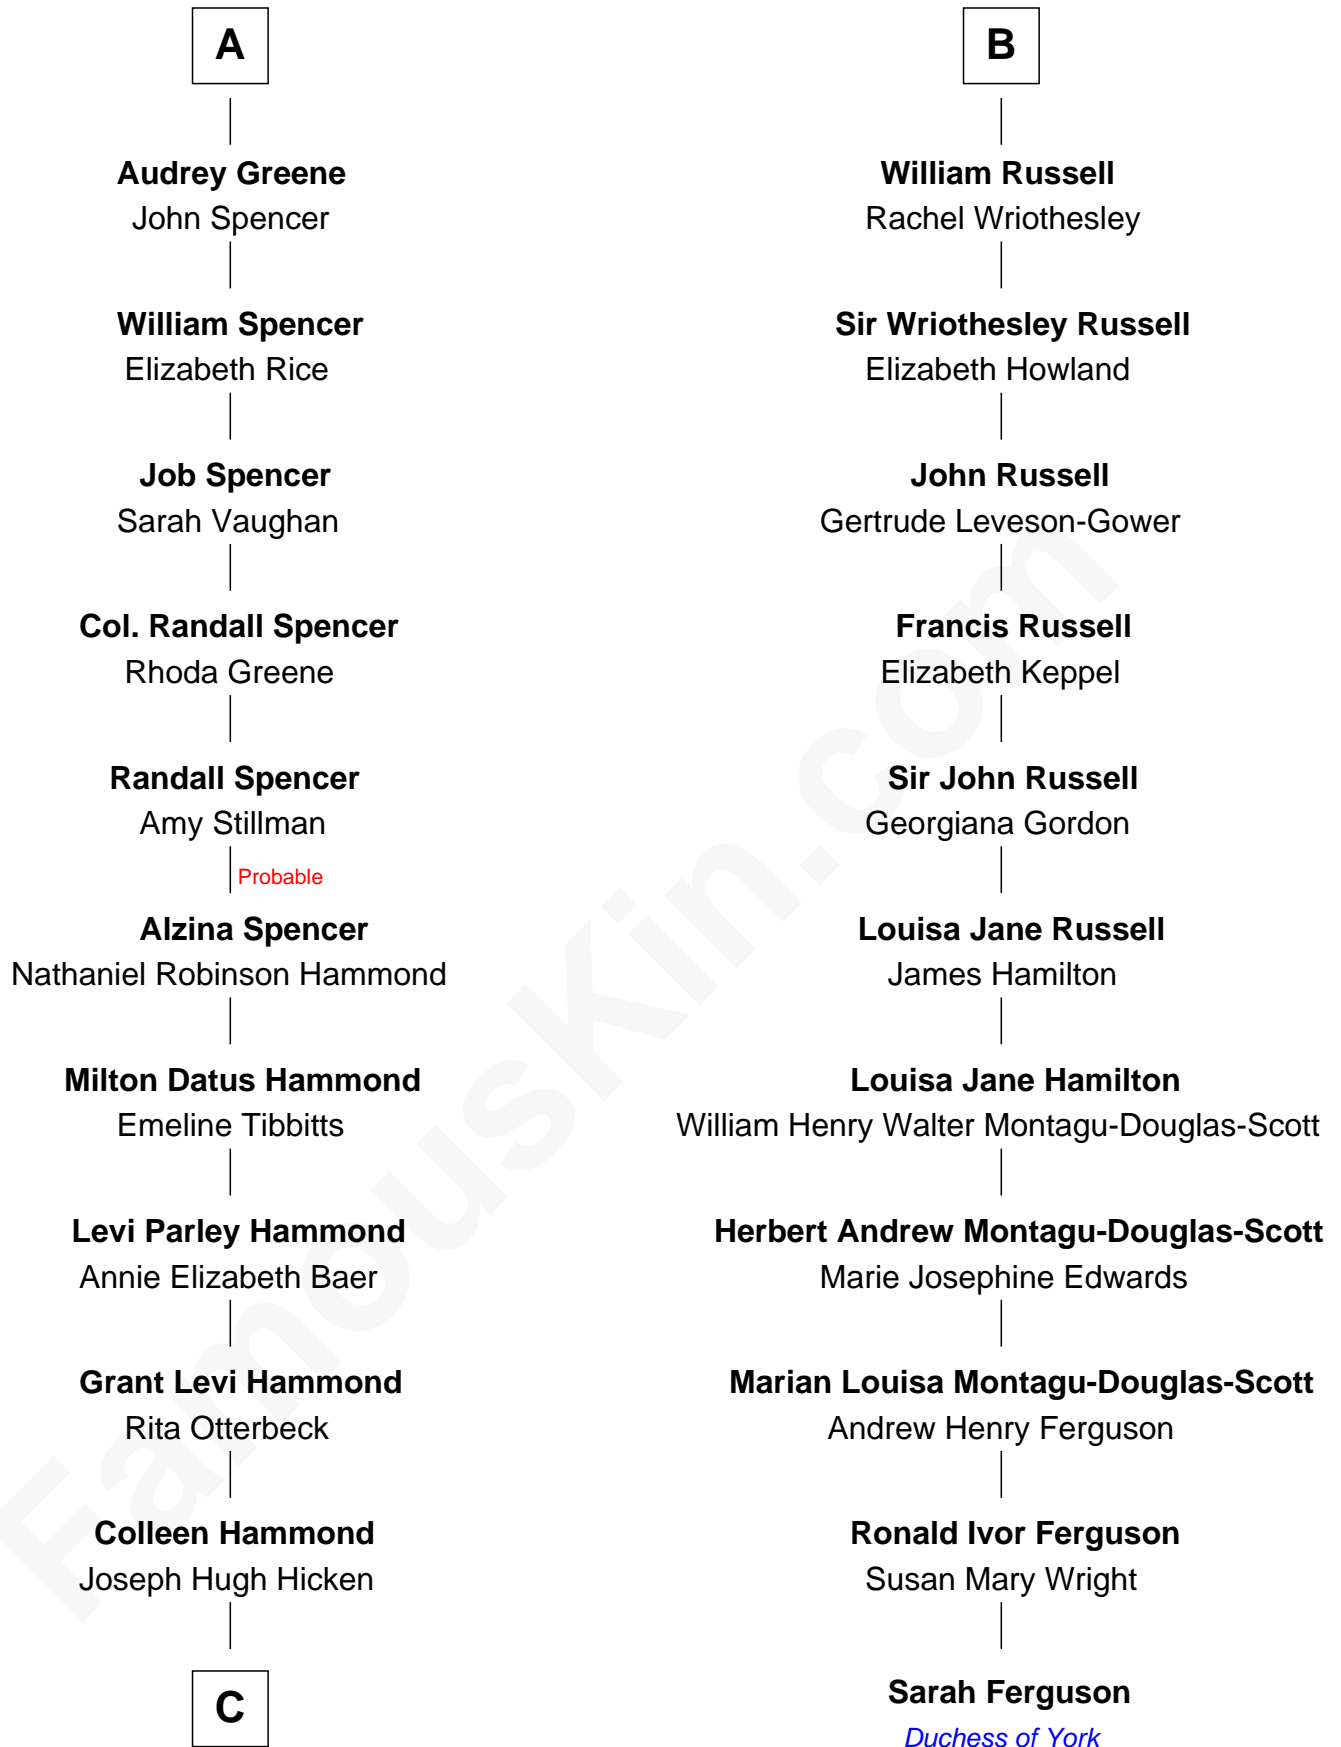 A
Audrey Greene
John Spencer
William Spencer
Elizabeth Rice
Job Spencer
Sarah Vaughan
Col. Randall Spencer
Rhoda Greene
Randall Spencer
Amy Stillman
Probable
Alzina Spencer
Nathaniel Robinson Hammond
Milton Datus Hammond
Emeline Tibbitts
Levi Parley Hammond
Annie Elizabeth Baer
Grant Levi Hammond
Rita Otterbeck
Colleen Hammond
Joseph Hugh Hicken
C
B
William Russell
Rachel Wriothesley
Sir Wriothesley Russell
Elizabeth Howland
John Russell
Gertrude Leveson-Gower
Francis Russell
Elizabeth Keppel
Sir John Russell
Georgiana Gordon
Louisa Jane Russell
James Hamilton
Louisa Jane Hamilton
William Henry Walter Montagu-Douglas-Scott
Herbert Andrew Montagu-Douglas-Scott
Marie Josephine Edwards
Marian Louisa Montagu-Douglas-Scott
Andrew Henry Ferguson
Ronald Ivor Ferguson
Susan Mary Wright
Sarah Ferguson
Duchess of York
FamousKin.com